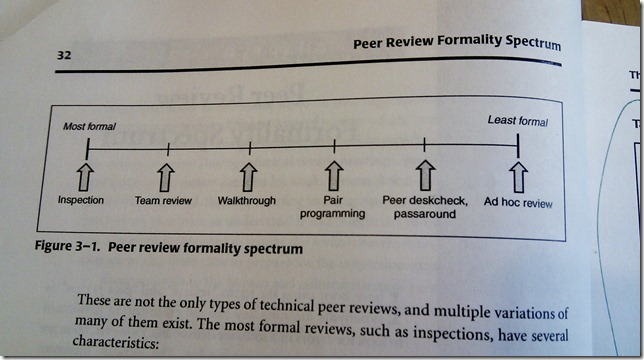 32
Peer Review Formality Spectrum
Most formal
Least formal
Inspection
Team review
Walkthrough
Pair
programming
Peer deskcheck,
passaround
Ad hoc review
Figure 3–1. Peer review formality spectrum
These are not the only types of technical peer reviews, and multiple variations of
many of them exist. The most formal reviews, such as inspections, have several
characteristics: